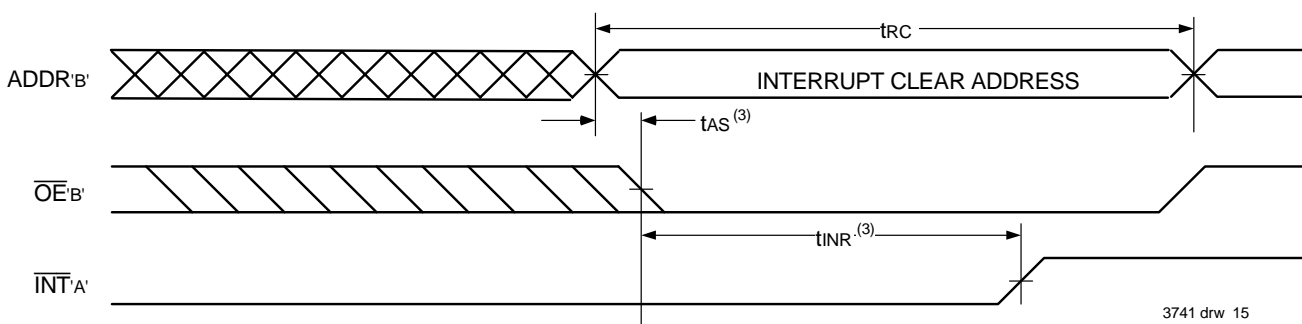 tRC
ADDR'B'
INTERRUPT CLEAR ADDRESS
tAS (3)
OE'B'
tINR (3)
INT'A'
3741 drw 15